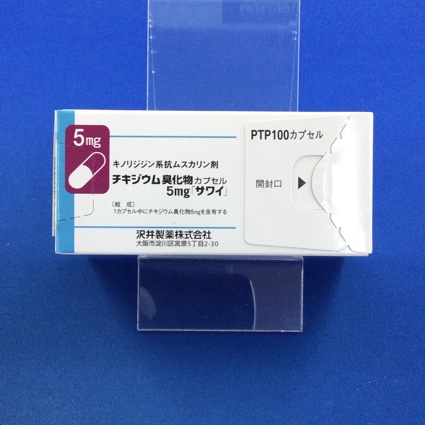 5mg
キノリジジン系抗ムスカリン剤
チキジウム臭化物カプセル
5mg「サワイ」
〔組 成〕
1カプセル中にチキジウム臭化物5mgを含有する
沢井製薬株式会社
大阪市淀川区宮原5丁目2-30
PTP100カプセル
開封口